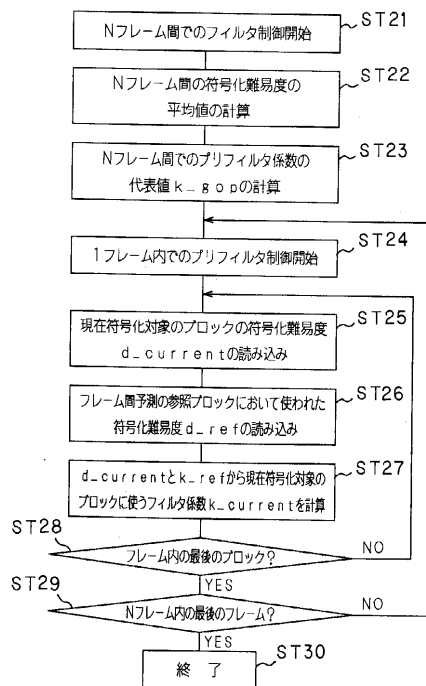 Nフレーム間でのフィルタ制御開始
ST21
Nフレーム間の符号化難易度の
平均値の計算
ST22
Nフレーム間でのプリフィルタ係数の
代表値k_gopの計算
ST23
1フレーム内でのプリフィルタ制御開始
ST24
現在符号化対象のブロックの符号化難易度
d_currentの読み込み
ST25
フレーム間予測の参照ブロックにおいて使われた
符号化難易度d_refの読み込み
ST26
d_currentとk_refから現在符号化対象の
ブロックに使うフィルタ係数k_currentを計算
ST27
ST28
フレーム内の最後のブロック?
NO
YES
ST29
Nフレーム内の最後のフレーム?
NO
YES
終了
ST30